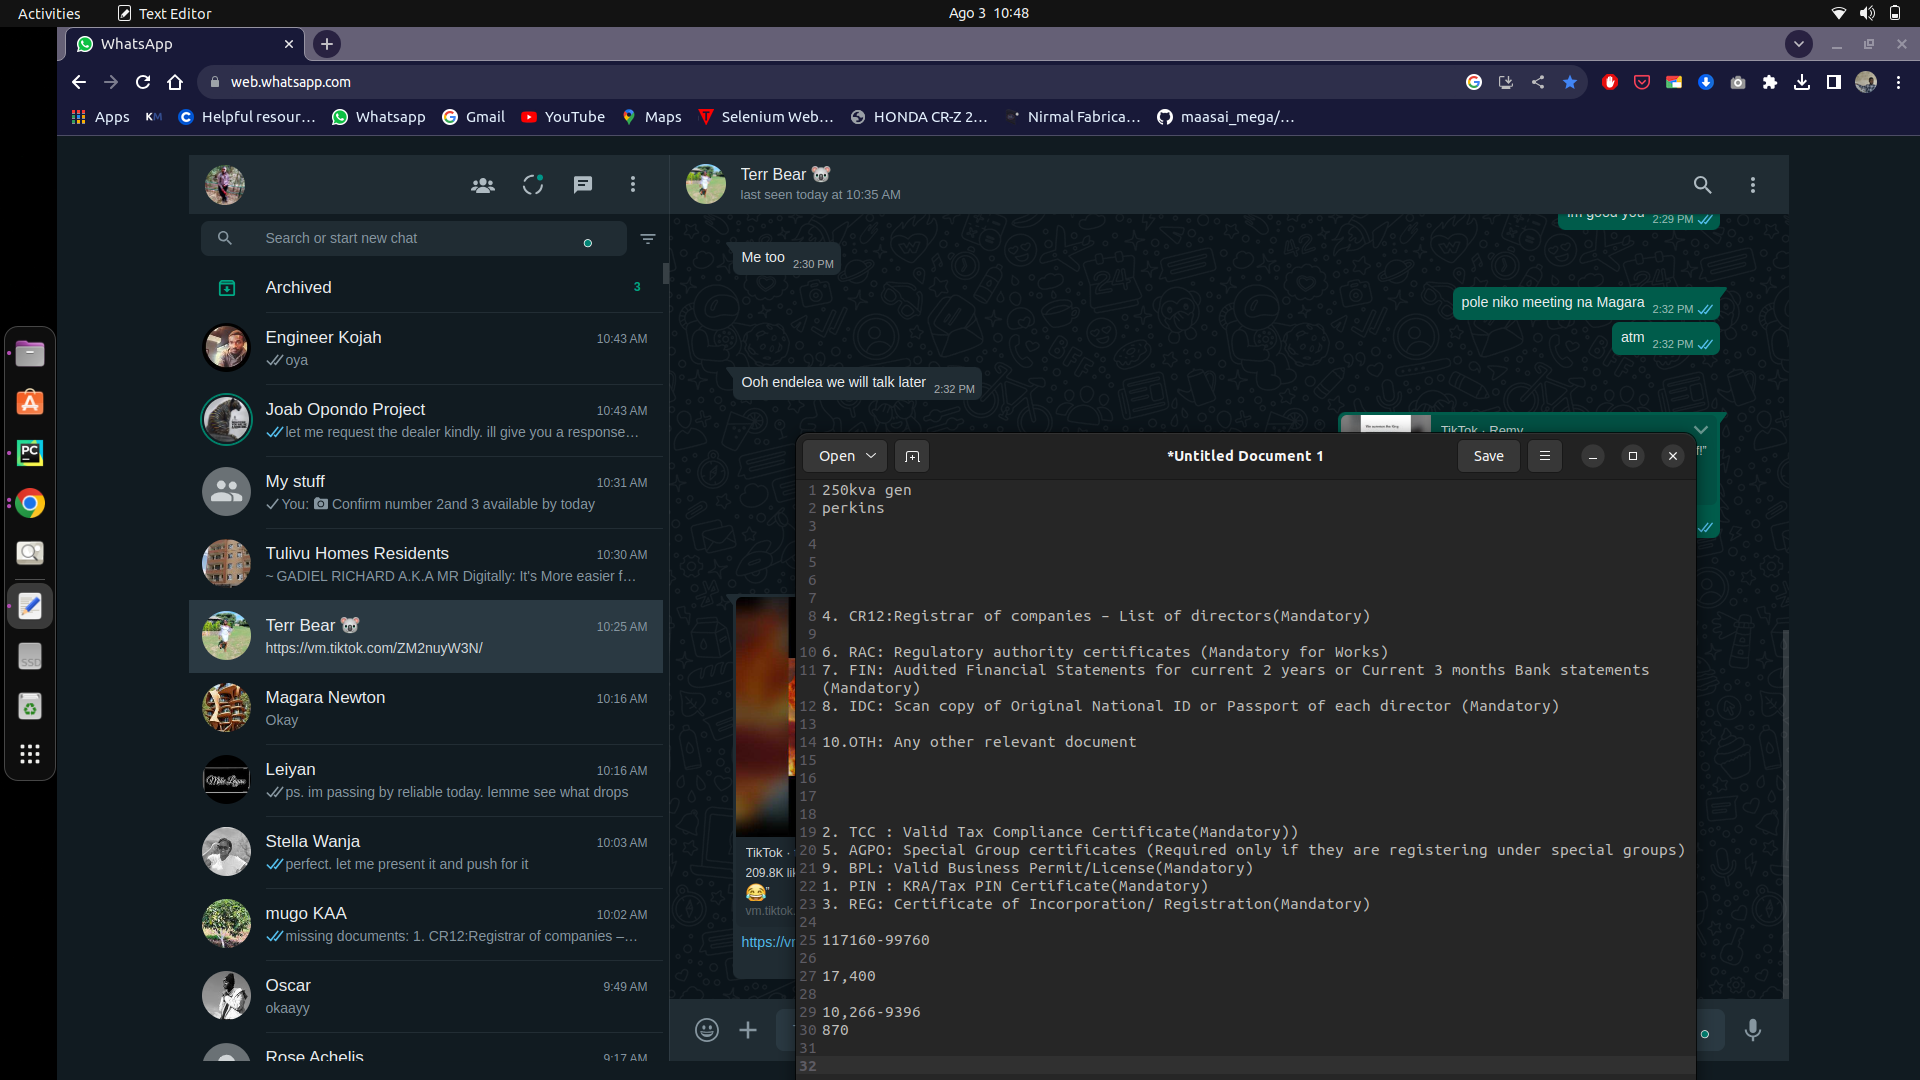 Activities
Text Editor
Ago 3 10:48
WhatsApp
web.whatsapp.com
Apps
KM
Helpful resour…
Whatsapp
Gmail
YouTube
Maps
Selenium Web…
HONDA CR-Z 2…
Nirmal Fabrica…
maasai_mega/…
Search or start new chat
Archived 3
Engineer Kojah 10:43 AM
oya
Joab Opondo Project 10:43 AM
let me request the dealer kindly. ill give you a response…
My stuff 10:31 AM
You: Confirm number 2and 3 available by today
Tulivu Homes Residents 10:30 AM
~ GADIEL RICHARD A.K.A MR Digitally: It's More easier f…
Terr Bear 🐨 10:25 AM
https://vm.tiktok.com/ZM2nuyW3N/
Magara Newton 10:16 AM
Okay
Leiyan 10:16 AM
ps. im passing by reliable today. lemme see what drops
Stella Wanja 10:03 AM
perfect. let me present it and push for it
mugo KAA 10:02 AM
missing documents: 1. CR12:Registrar of companies –…
Oscar 9:49 AM
okaayy
Rose Achelis 9:17 AM
Terr Bear 🐨
last seen today at 10:35 AM
im good you 2:29 PM
Me too 2:30 PM
pole niko meeting na Magara 2:32 PM
atm 2:32 PM
Ooh endelea we will talk later 2:32 PM
TikTok · Remy
TikTok ·
209.8K lik
😂"
vm.tiktok.
https://vm
Open
*Untitled Document 1
Save
1 250kva gen
2 perkins
3
4
5
6
7
8 4. CR12:Registrar of companies – List of directors(Mandatory)
9
10 6. RAC: Regulatory authority certificates (Mandatory for Works)
11 7. FIN: Audited Financial Statements for current 2 years or Current 3 months Bank statements
(Mandatory)
12 8. IDC: Scan copy of Original National ID or Passport of each director (Mandatory)
13
14 10.OTH: Any other relevant document
15
16
17
18
19 2. TCC : Valid Tax Compliance Certificate(Mandatory))
20 5. AGPO: Special Group certificates (Required only if they are registering under special groups)
21 9. BPL: Valid Business Permit/License(Mandatory)
22 1. PIN : KRA/Tax PIN Certificate(Mandatory)
23 3. REG: Certificate of Incorporation/ Registration(Mandatory)
24
25 117160-99760
26
27 17,400
28
29 10,266-9396
30 870
31
32
SSD
PC